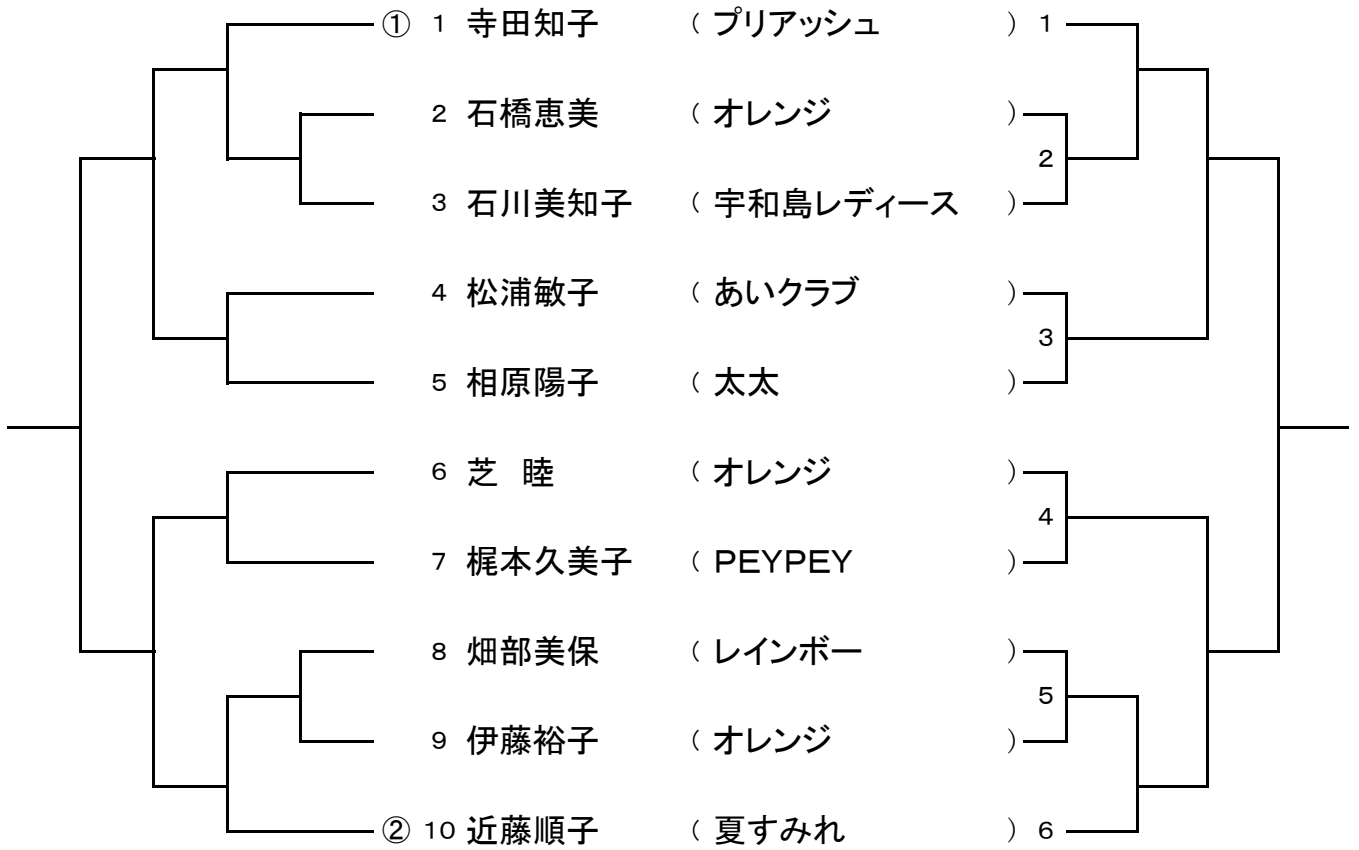 ① 1 寺田知子 ( プリアッシュ ) 1
2 石橋恵美 ( オレンジ )
2
3 石川美知子 ( 宇和島レディース )
4 松浦敏子 ( あいクラブ )
3
5 相原陽子 ( 太太 )
6 芝 睦 ( オレンジ )
4
7 梶本久美子 ( PEYPEY )
8 畑部美保 ( レインボー )
5
9 伊藤裕子 ( オレンジ )
② 10 近藤順子 ( 夏すみれ ) 6